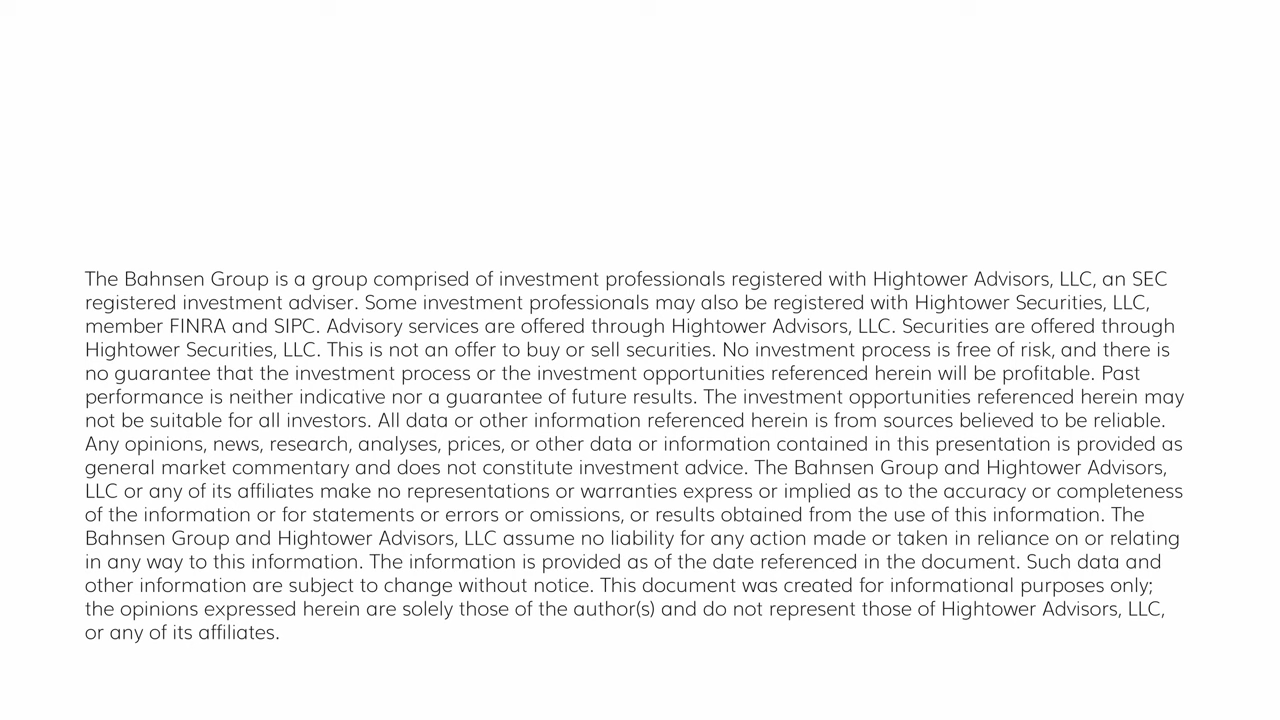 The Bahnsen Group is a group comprised of investment professionals registered with Hightower Advisors, LLC, an SEC
registered investment adviser. Some investment professionals may also be registered with Hightower Securities, LLC,
member FINRA and SIPC. Advisory services are offered through Hightower Advisors, LLC. Securities are offered through
Hightower Securities, LLC. This is not an offer to buy or sell securities. No investment process is free of risk, and there is
no guarantee that the investment process or the investment opportunities referenced herein will be profitable. Past
performance is neither indicative nor a guarantee of future results. The investment opportunities referenced herein may
not be suitable for all investors. All data or other information referenced herein is from sources believed to be reliable.
Any opinions, news, research, analyses, prices, or other data or information contained in this presentation is provided as
general market commentary and does not constitute investment advice. The Bahnsen Group and Hightower Advisors,
LLC or any of its affiliates make no representations or warranties express or implied as to the accuracy or completeness
of the information or for statements or errors or omissions, or results obtained from the use of this information. The
Bahnsen Group and Hightower Advisors, LLC assume no liability for any action made or taken in reliance on or relating
in any way to this information. The information is provided as of the date referenced in the document. Such data and
other information are subject to change without notice. This document was created for informational purposes only;
the opinions expressed herein are solely those of the author(s) and do not represent those of Hightower Advisors, LLC,
or any of its affiliates.